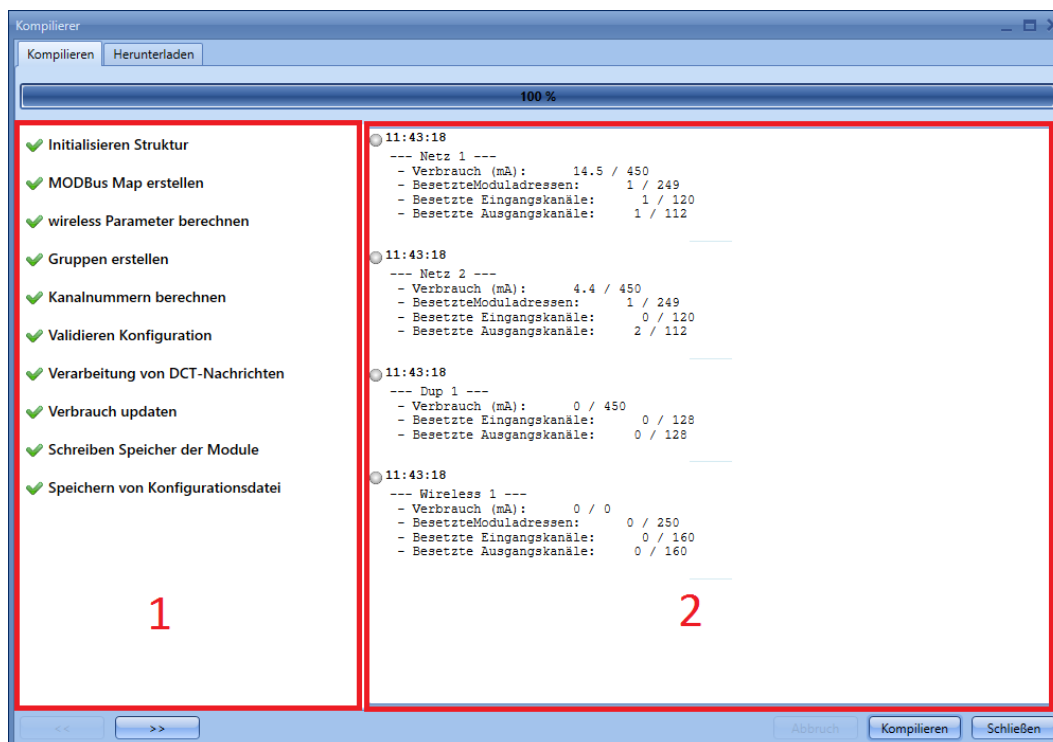 Kompilierer
Kompilieren Herunterladen
100 %
Initialisieren Struktur
MODBus Map erstellen
wireless Parameter berechnen
Gruppen erstellen
Kanalnummern berechnen
Validieren Konfiguration
Verarbeitung von DCT-Nachrichten
Verbrauch updaten
Schreiben Speicher der Module
Speichern von Konfigurationsdatei
1
11:43:18
--- Netz 1 ---
- Verbrauch (mA): 14.5 / 450
- BesetzteModuladressen: 1 / 249
- Besetzte Eingangskanäle: 1 / 120
- Besetzte Ausgangskanäle: 1 / 112
11:43:18
--- Netz 2 ---
- Verbrauch (mA): 4.4 / 450
- BesetzteModuladressen: 1 / 249
- Besetzte Eingangskanäle: 0 / 120
- Besetzte Ausgangskanäle: 2 / 112
11:43:18
--- Dup 1 ---
- Verbrauch (mA): 0 / 450
- Besetzte Eingangskanäle: 0 / 128
- Besetzte Ausgangskanäle: 0 / 128
11:43:18
--- Wireless 1 ---
- Verbrauch (mA): 0 / 0
- BesetzteModuladressen: 0 / 250
- Besetzte Eingangskanäle: 0 / 160
- Besetzte Ausgangskanäle: 0 / 160
2
<< >> Abbruch Kompilieren Schließen